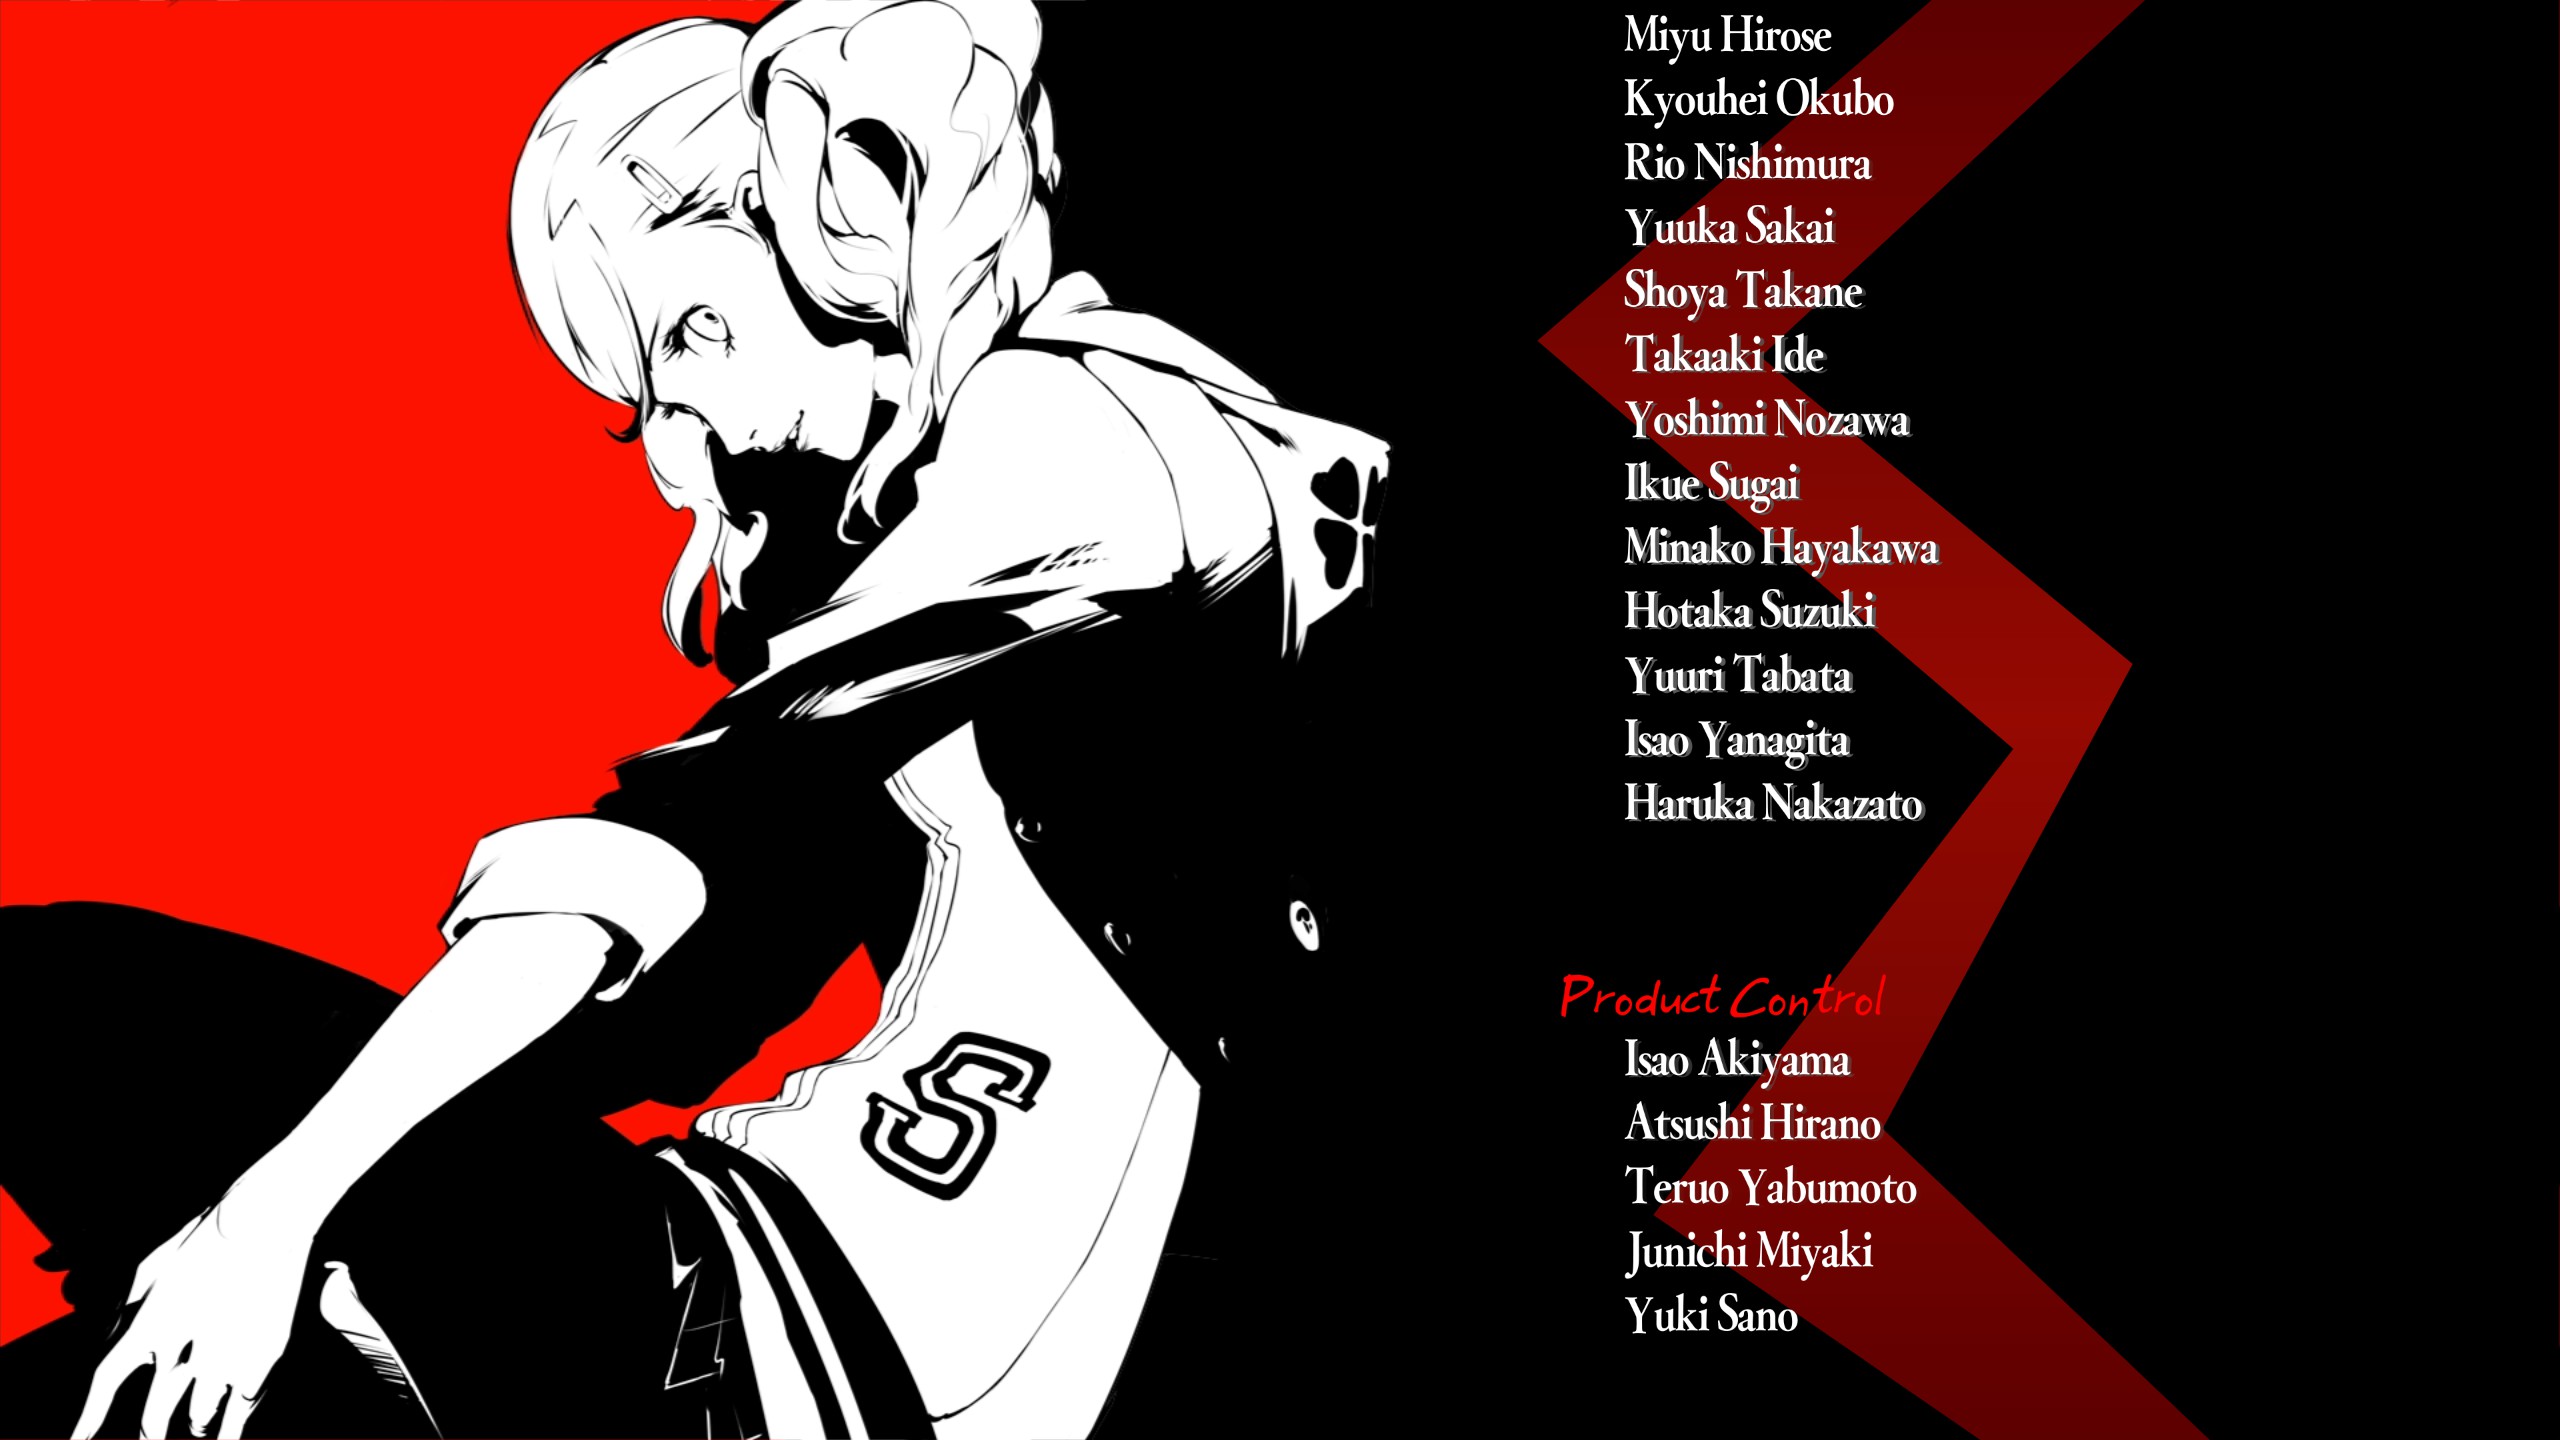 Miyu Hirose
Kyouhei Okubo
Rio Nishimura
Yuuka Sakai
Shoya Takane
Takaaki Ide
Yoshimi Nozawa
Ikue Sugai
Minako Hayakawa
Hotaka Suzuki
Yuuri Tabata
Isao Yanagita
Haruka Nakazato
Product Control
Isao Akiyama
Atsushi Hirano
Teruo Yabumoto
Junichi Miyaki
Yuki Sano
S